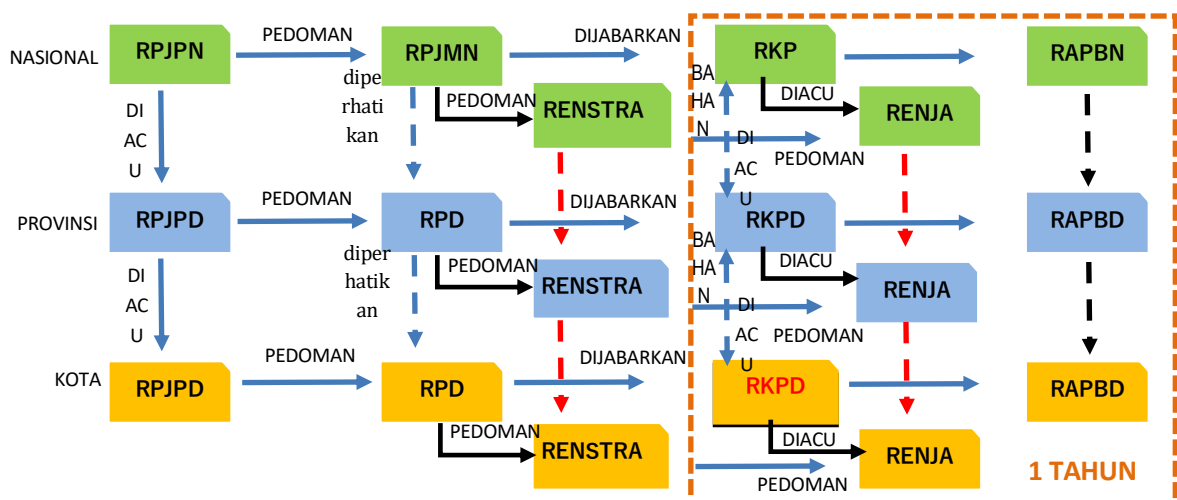 NASIONAL
RPJPN
PEDOMAN
RPJMN
DIJABARKAN
RKP
RAPBN
DI
AC
U
dipe
rhati
kan
PEDOMAN
RENSTRA
BA
HA
N
DIACU
RENJA
DI
AC
U
PEDOMAN
PROVINSI
RPJPD
PEDOMAN
RPD
DIJABARKAN
RKPD
RAPBD
DI
AC
U
diper
hatik
an
PEDOMAN
RENSTRA
BA
HA
N
DIACU
RENJA
DI
AC
U
PEDOMAN
KOTA
RPJPD
PEDOMAN
RPD
DIJABARKAN
RKPD
RAPBD
PEDOMAN
RENSTRA
DIACU
RENJA
PEDOMAN
1 TAHUN